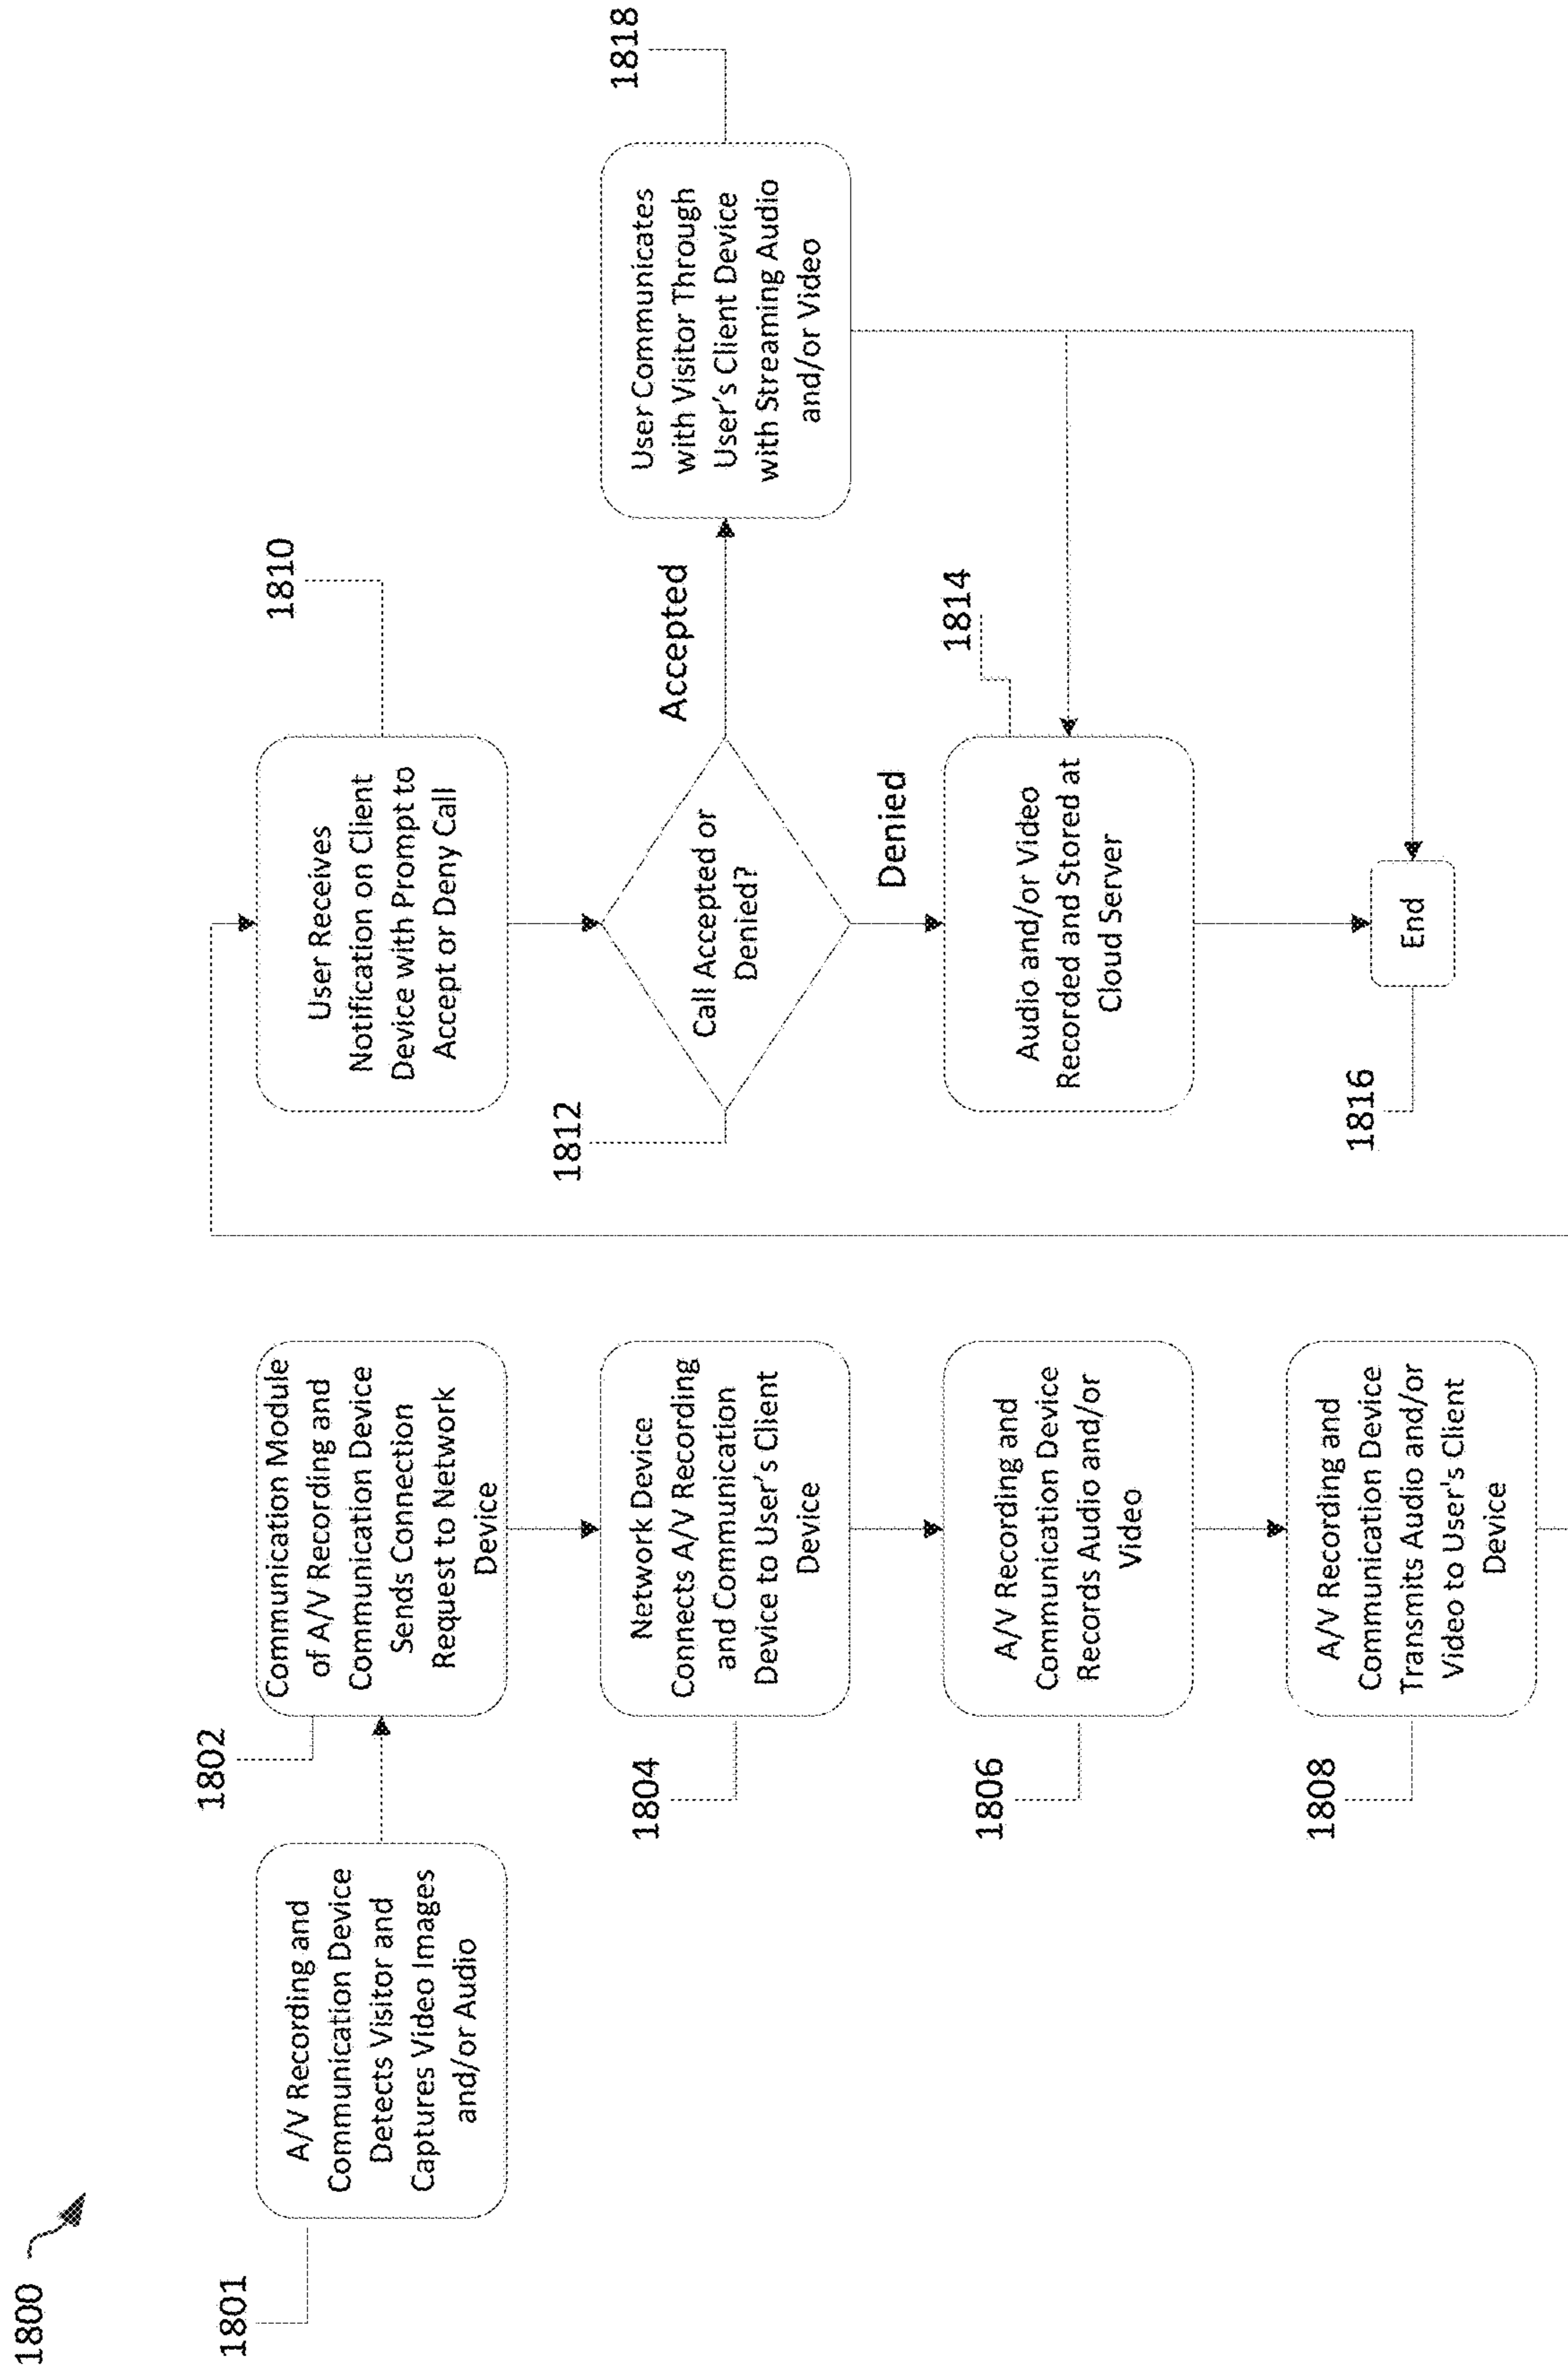 1800
1801
A/V Recording and
Communication Device
Detects Visitor and
Captures Video Images
and/or Audio
1802
Communication Module
of A/V Recording and
Communication Device
Sends Connection
Request to Network
Device
1804
Network Device
Connects A/V Recording
and Communication
Device to User's Client
Device
1806
A/V Recording and
Communication Device
Records Audio and/or
Video
1808
A/V Recording and
Communication Device
Transmits Audio and/or
Video to User's Client
Device
1810
User Receives
Notification on Client
Device with Prompt to
Accept or Deny Call
1812
Call Accepted or
Denied?
Accepted
1818
User Communicates
with Visitor Through
User's Client Device
with Streaming Audio
and/or Video
Denied
1814
Audio and/or Video
Recorded and Stored at
Cloud Server
1816
End